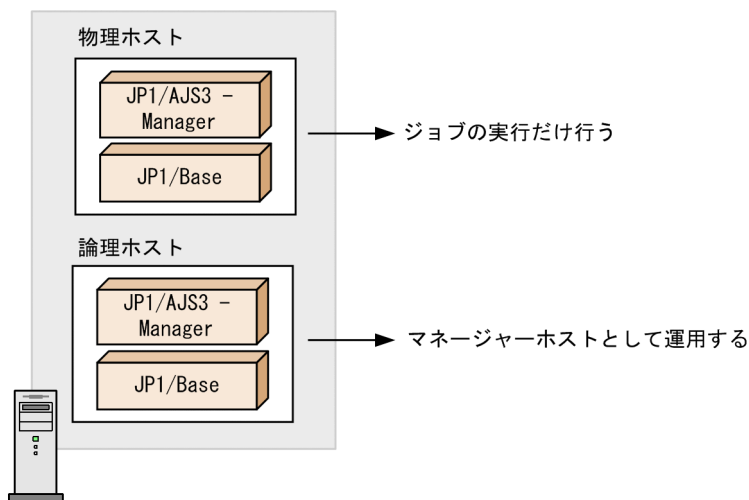 物理ホスト
JP1/AJS3 -
Manager
JP1/Base
ジョブの実行だけ行う
論理ホスト
JP1/AJS3 -
Manager
JP1/Base
マネージャーホストとして運用する